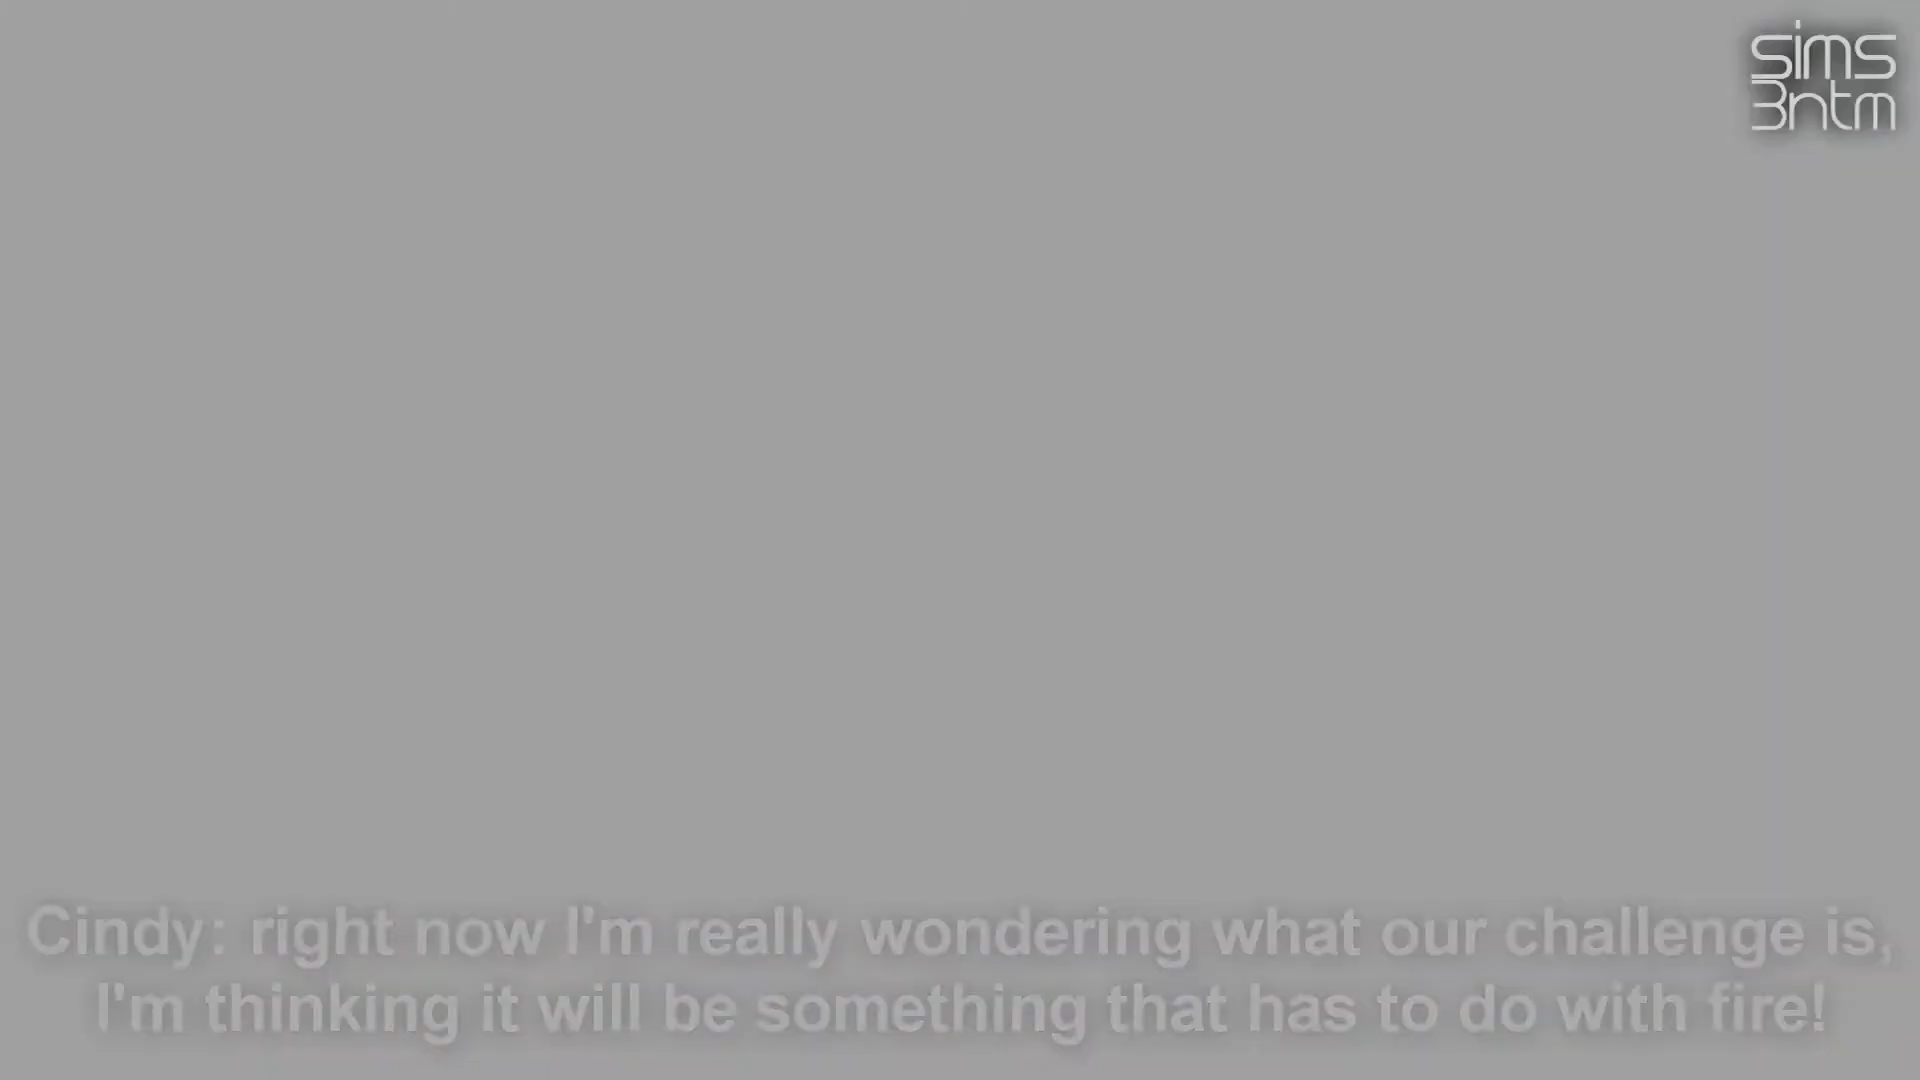 sims
3ntm
Cindy: right now I'm really wondering what our challenge is,
I'm thinking it will be something that has to do with fire!